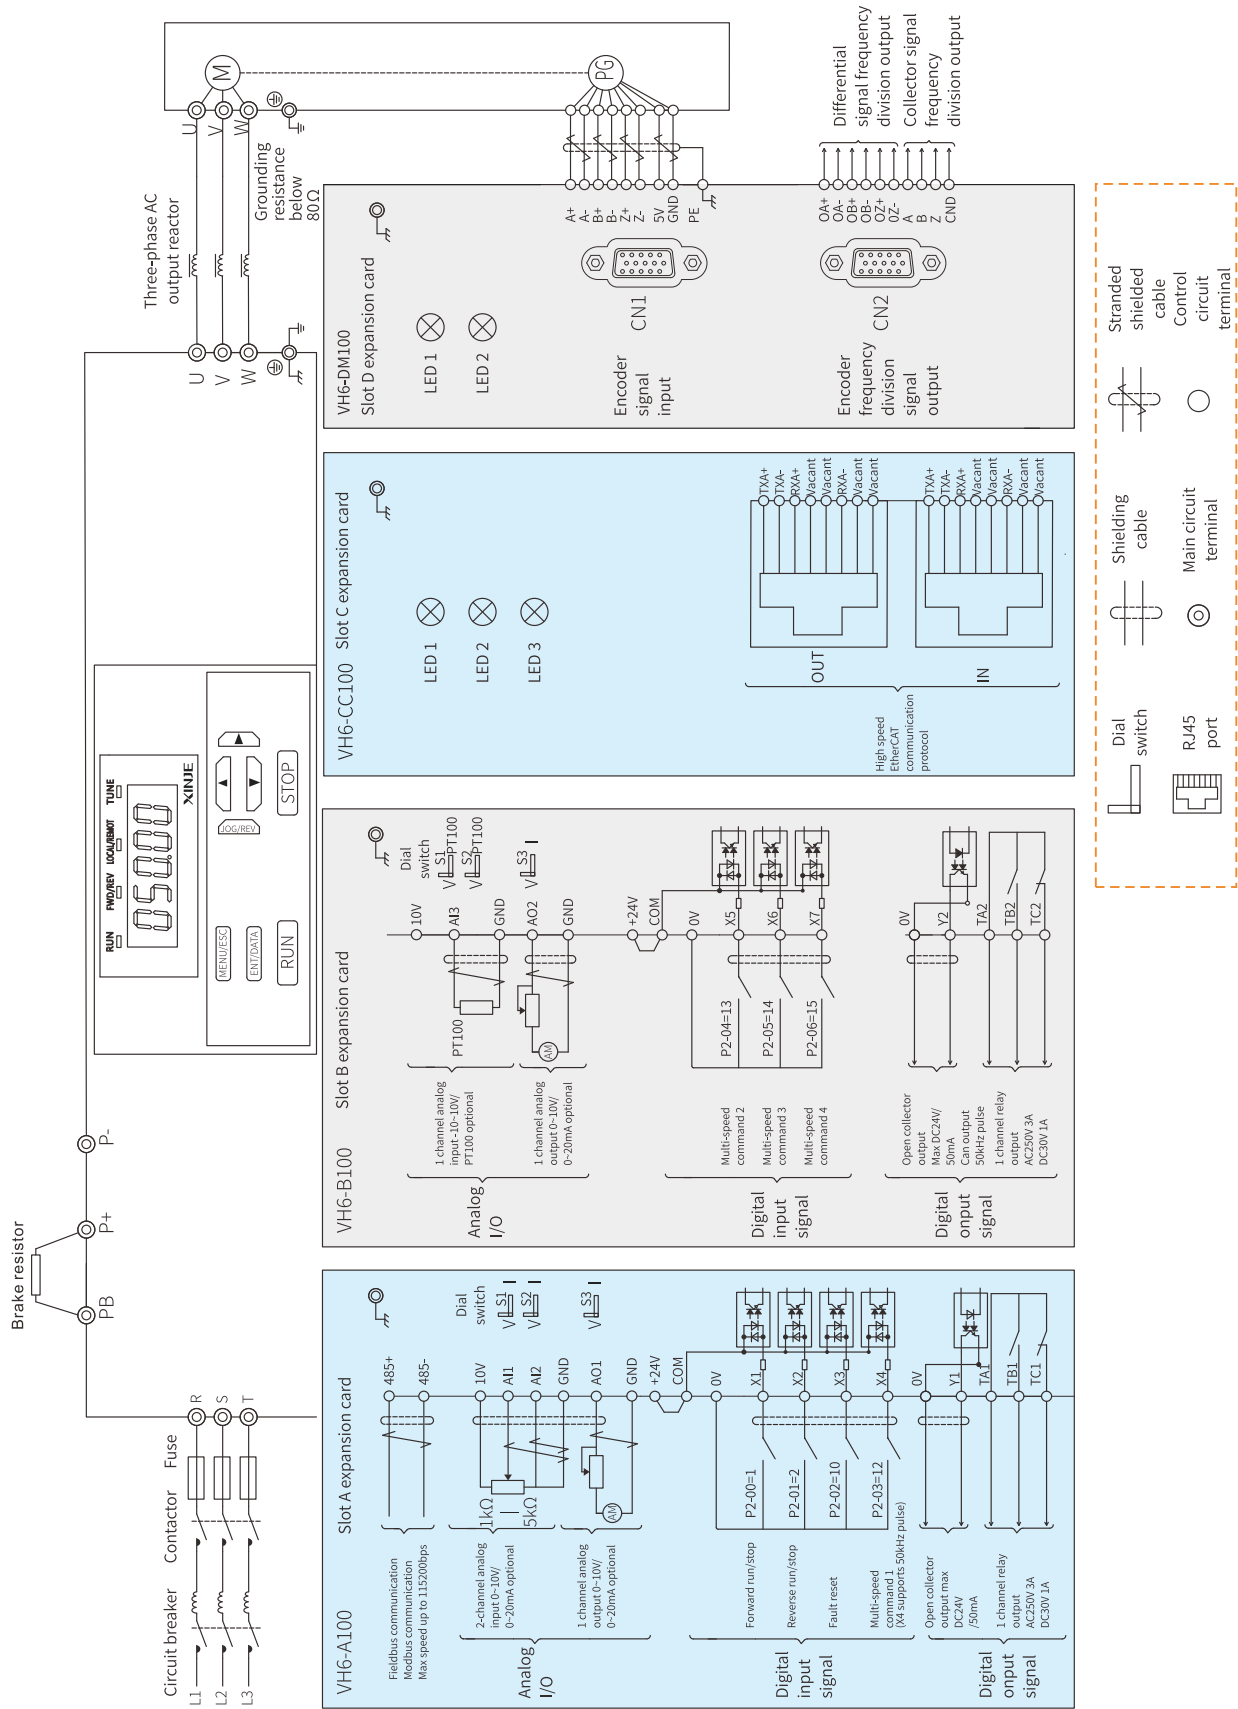 Brake resistor
PB
P+
P-
Circuit breaker
Contactor
Fuse
L1
L2
L3
R
S
T
RUN
FWD/REV
LOCAL/REMOT
TUNE
050.00
XINJE
MENU/ESC
ENT/DATA
RUN
JOG/REV
STOP
U
V
W
Three-phase AC
output reactor
U
V
W
Grounding
resistance
below
80Ω
M
PG
VH6-A100
Slot A expansion card
Fieldbus communication
Modbus communication
Max speed up to 115200bps
485+
485-
Analog
I/O
2-channel analog
input 0~10V/
0~20mA optional
1kΩ
5kΩ
10V
AI1
AI2
GND
1 channel analog
output 0~10V/
0~20mA optional
AM
AO1
GND
Dial
switch
V S1 I
V S2 I
V S3 I
+24V
COM
0V
Digital
input
signal
Forward run/stop
P2-00=1
X1
Reverse run/stop
P2-01=2
X2
Fault reset
P2-02=10
X3
Multi-speed
command 1
(X4 supports 50kHz pulse)
P2-03=12
X4
Digital
onput
signal
Open collector
output max
DC24V
/50mA
0V
Y1
1 channel relay
output
AC250V 3A
DC30V 1A
TA1
TB1
TC1
VH6-B100
Slot B expansion card
Analog
I/O
1 channel analog
input -10~10V/
PT100 optional
PT100
10V
AI3
GND
1 channel analog
output 0~10V/
0~20mA optional
AM
AO2
GND
Dial
switch
V S1 PT100
V S2 PT100
V S3 I
+24V
COM
0V
Digital
input
signal
Multi-speed
command 2
P2-04=13
X5
Multi-speed
command 3
P2-05=14
X6
Multi-speed
command 4
P2-06=15
X7
Digital
onput
signal
Open collector
output
Max DC24V/
50mA
Can output
50kHz pulse
0V
Y2
1 channel relay
output
AC250V 3A
DC30V 1A
TA2
TB2
TC2
VH6-CC100
Slot C expansion card
LED 1
LED 2
LED 3
High speed
EtherCAT
communication
protocol
OUT
TXA+
TXA-
RXA+
Vacant
Vacant
RXA-
Vacant
Vacant
IN
TXA+
TXA-
RXA+
Vacant
Vacant
RXA-
Vacant
Vacant
VH6-DM100
Slot D expansion card
LED 1
LED 2
Encoder
signal
input
CN1
A+
A-
B+
B-
Z+
Z-
5V
GND
PE
Encoder
frequency
division
signal
output
CN2
OA+
OA-
OB+
OB-
OZ+
0Z-
A
B
Z
CND
Differential
signal frequency
division output
Collector signal
frequency
division output
Dial
switch
Shielding
cable
Stranded
shielded
cable
RJ45
port
Main circuit
terminal
Control
circuit
terminal